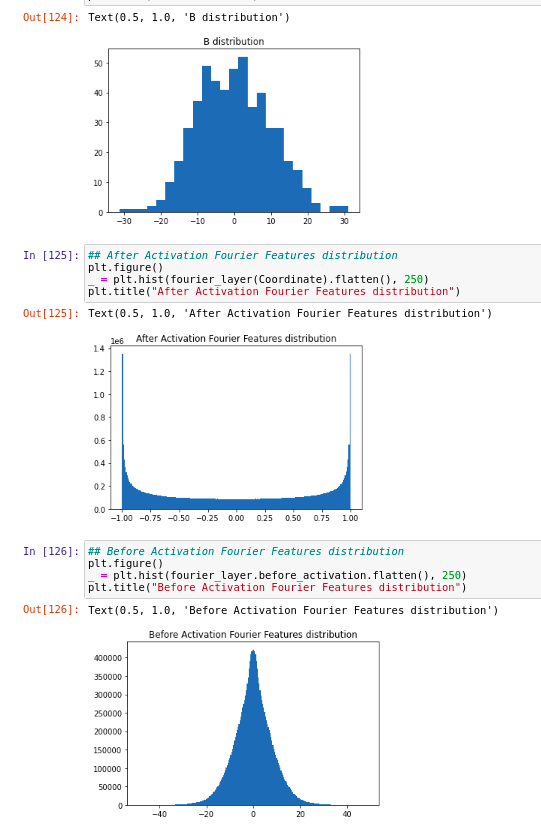 Out[124]: Text(0.5, 1.0, 'B distribution')
B distribution
50
40
30
20
10
0
−30 −20 −10 0 10 20 30
In [125]: ## After Activation Fourier Features distribution
plt.figure()
_ = plt.hist(fourier_layer(Coordinate).flatten(), 250)
plt.title("After Activation Fourier Features distribution")
Out[125]: Text(0.5, 1.0, 'After Activation Fourier Features distribution')
1e6 After Activation Fourier Features distribution
1.4
1.2
1.0
0.8
0.6
0.4
0.2
0.0
−1.00 −0.75 −0.50 −0.25 0.00 0.25 0.50 0.75 1.00
In [126]: ## Before Activation Fourier Features distribution
plt.figure()
_ = plt.hist(fourier_layer.before_activation.flatten(), 250)
plt.title("Before Activation Fourier Features distribution")
Out[126]: Text(0.5, 1.0, 'Before Activation Fourier Features distribution')
Before Activation Fourier Features distribution
400000
350000
300000
250000
200000
150000
100000
50000
0
−40 −20 0 20 40